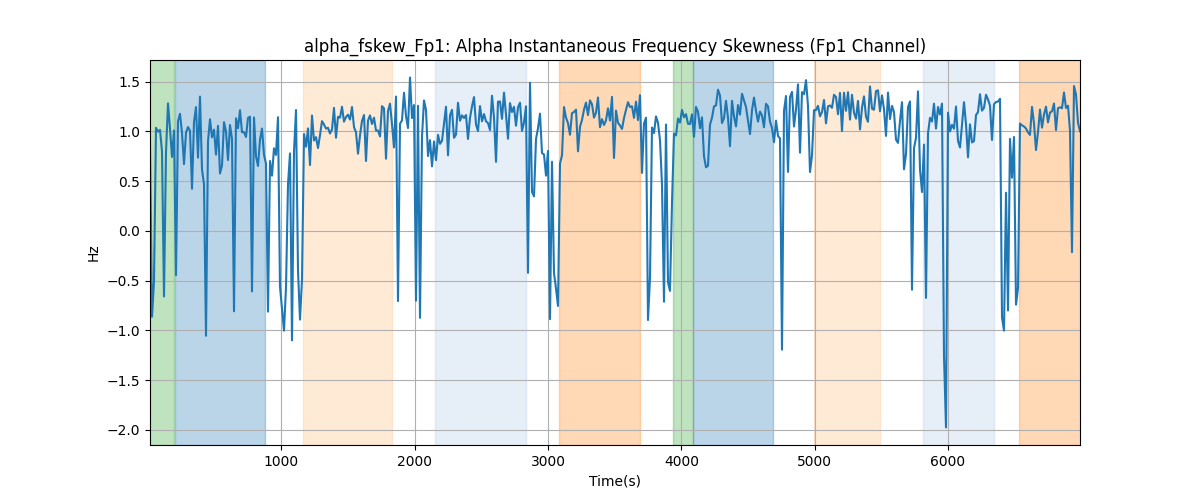 alpha_fskew_Fp1: Alpha Instantaneous Frequency Skewness (Fp1 Channel)
1.5
1.0
0.5
0.0
−0.5
−1.0
−1.5
−2.0
Hz
1000 2000 3000 4000 5000 6000
Time(s)